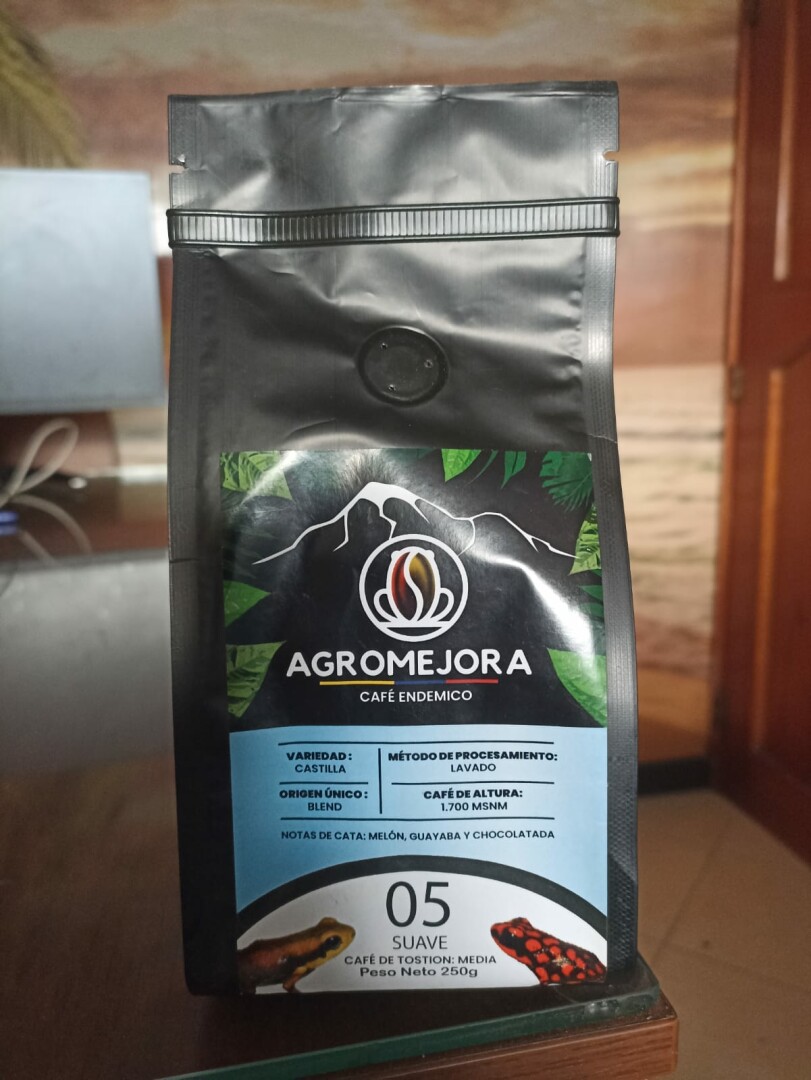 AGROMEJORA
CAFÉ ENDEMICO
VARIEDAD :
CASTILLA
MÉTODO DE PROCESAMIENTO:
LAVADO
ORIGEN ÚNICO :
BLEND
CAFÉ DE ALTURA:
1.700 MSNM
NOTAS DE CATA: MELÓN, GUAYABA Y CHOCOLATADA
05
SUAVE
CAFÉ DE TOSTION: MEDIA
Peso Neto 250g